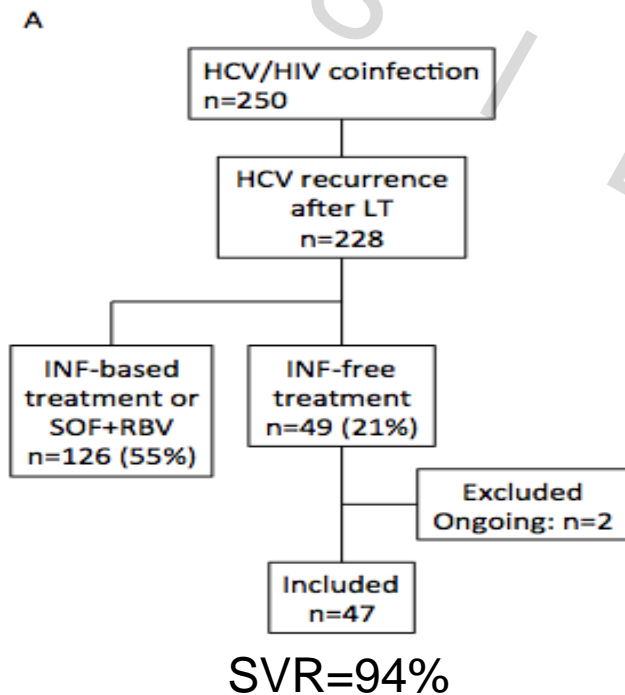 A
HCV/HIV coinfection
n=250
HCV recurrence
after LT
n=228
INF-based
treatment or
SOF+RBV
n=126 (55%)
INF-free
treatment
n=49 (21%)
Excluded
Ongoing: n=2
Included
n=47
SVR=94%